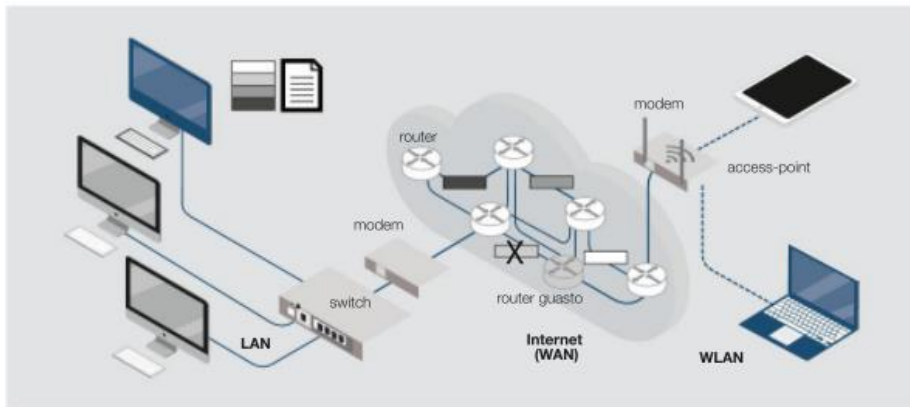 modem
router
access-point
modem
switch
router guasto
LAN
Internet
(WAN)
WLAN